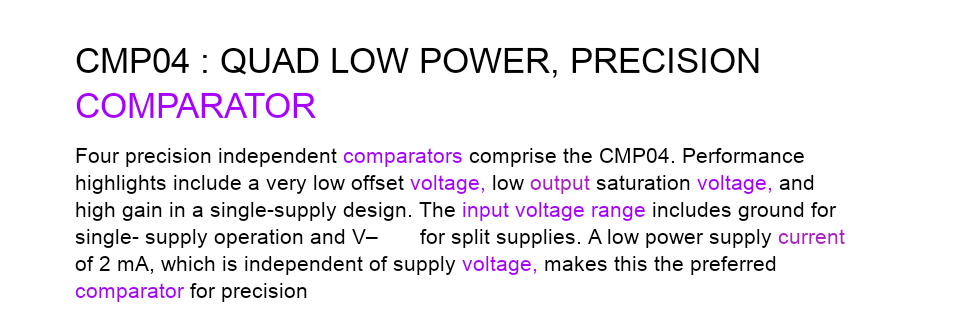 CMP04 : QUAD LOW POWER, PRECISION
COMPARATOR
Four precision independent comparators comprise the CMP04. Performance
highlights include a very low offset voltage, low output saturation voltage, and
high gain in a single-supply design. The input voltage range includes ground for
single- supply operation and V– for split supplies. A low power supply current
of 2 mA, which is independent of supply voltage, makes this the preferred
comparator for precision